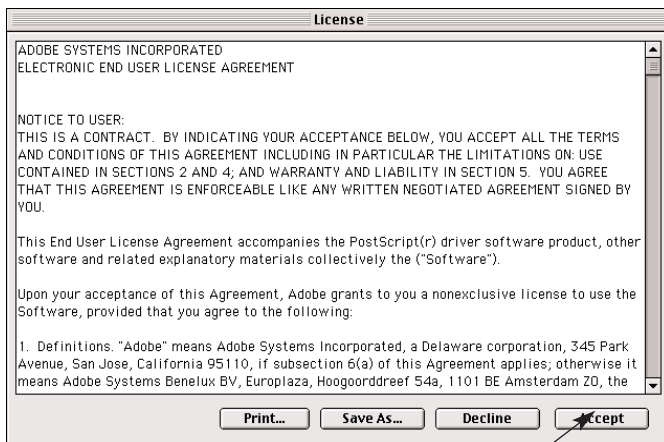 License
ADOBE SYSTEMS INCORPORATED
ELECTRONIC END USER LICENSE AGREEMENT
NOTICE TO USER:
THIS IS A CONTRACT.  BY INDICATING YOUR ACCEPTANCE BELOW, YOU ACCEPT ALL THE TERMS
AND CONDITIONS OF THIS AGREEMENT INCLUDING IN PARTICULAR THE LIMITATIONS ON: USE
CONTAINED IN SECTIONS 2 AND 4; AND WARRANTY AND LIABILITY IN SECTION 5.  YOU AGREE
THAT THIS AGREEMENT IS ENFORCEABLE LIKE ANY WRITTEN NEGOTIATED AGREEMENT SIGNED BY
YOU.
This End User License Agreement accompanies the PostScript(r) driver software product, other
software and related explanatory materials collectively the ("Software").
Upon your acceptance of this Agreement, Adobe grants to you a nonexclusive license to use the
Software, provided that you agree to the following:
1.  Definitions. "Adobe" means Adobe Systems Incorporated, a Delaware corporation, 345 Park
Avenue, San Jose, California 95110, if subsection 6(a) of this Agreement applies; otherwise it
means Adobe Systems Benelux BV, Europlaza, Hoogoorddreef 54a, 1101 BE Amsterdam ZO, the
Print... Save As... Decline Accept